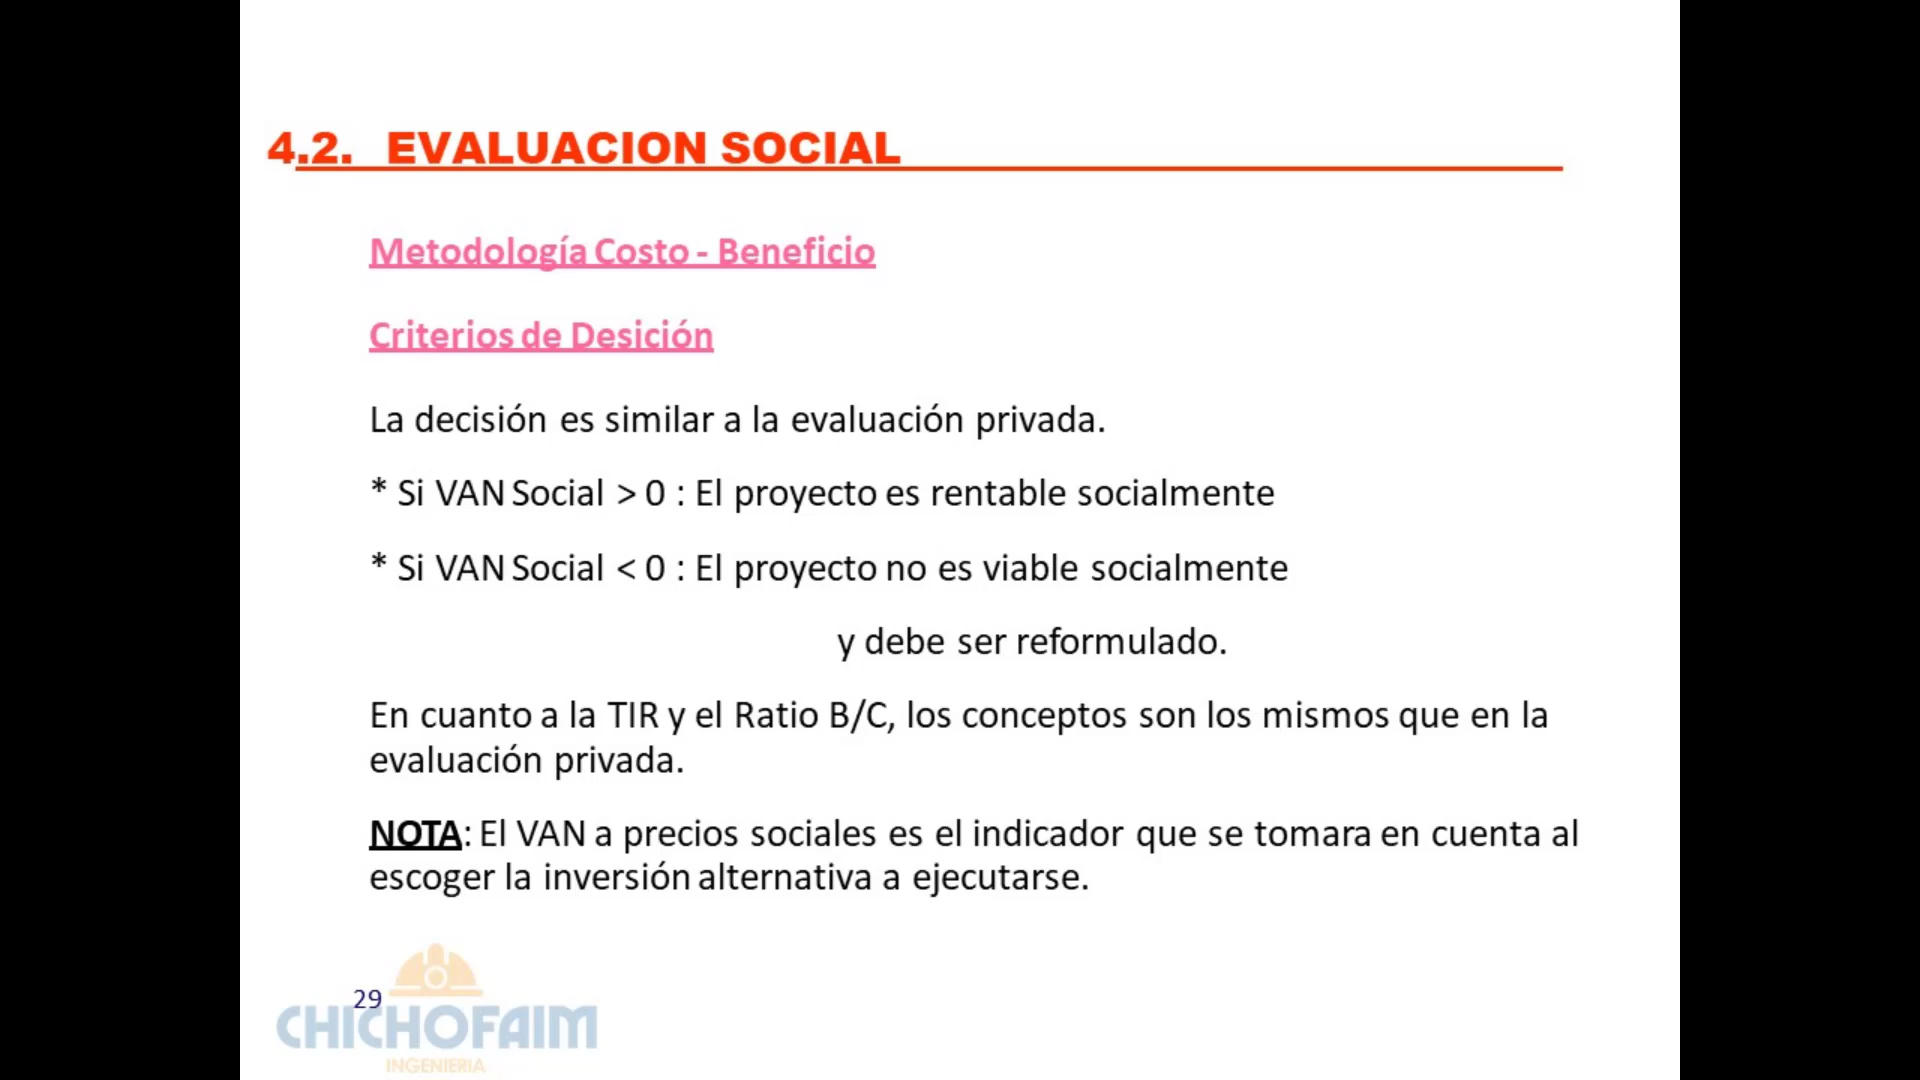 4.2. EVALUACION SOCIAL
Metodología Costo - Beneficio
Criterios de Desición
La decisión es similar a la evaluación privada.
* Si VAN Social > 0 : El proyecto es rentable socialmente
* Si VAN Social < 0 : El proyecto no es viable socialmente
y debe ser reformulado.
En cuanto a la TIR y el Ratio B/C, los conceptos son los mismos que en la
evaluación privada.
NOTA: El VAN a precios sociales es el indicador que se tomara en cuenta al
escoger la inversión alternativa a ejecutarse.
29
CHICHOFAIM
INGENIERIA